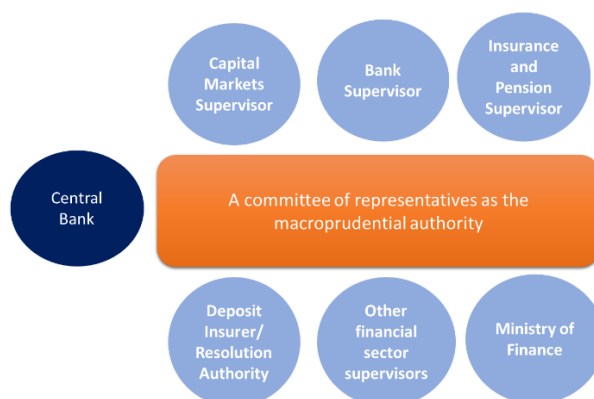 Capital
Markets
Supervisor
Bank
Supervisor
Insurance
and
Pension
Supervisor
Central
Bank
A committee of representatives as the
macroprudential authority
Deposit
Insurer/
Resolution
Authority
Other
financial
sector
supervisors
Ministry of
Finance